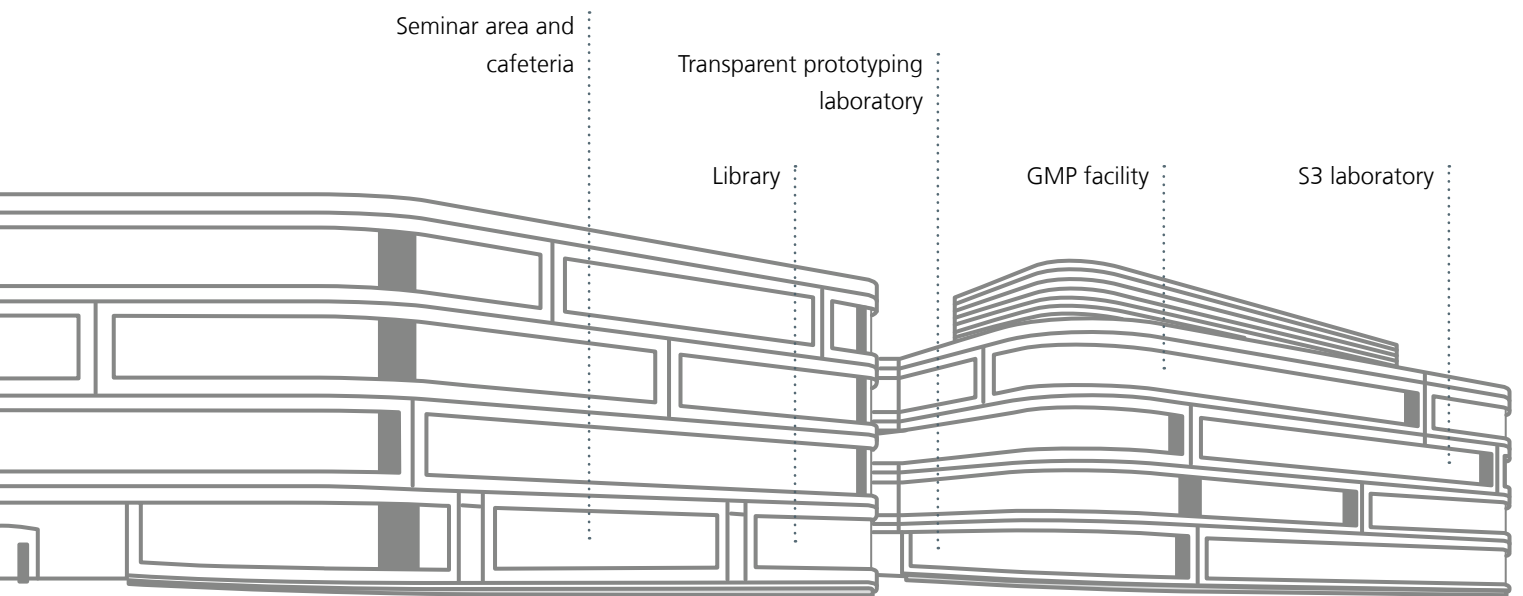 Seminar area and
cafeteria
Transparent prototyping
laboratory
Library
GMP facility
S3 laboratory